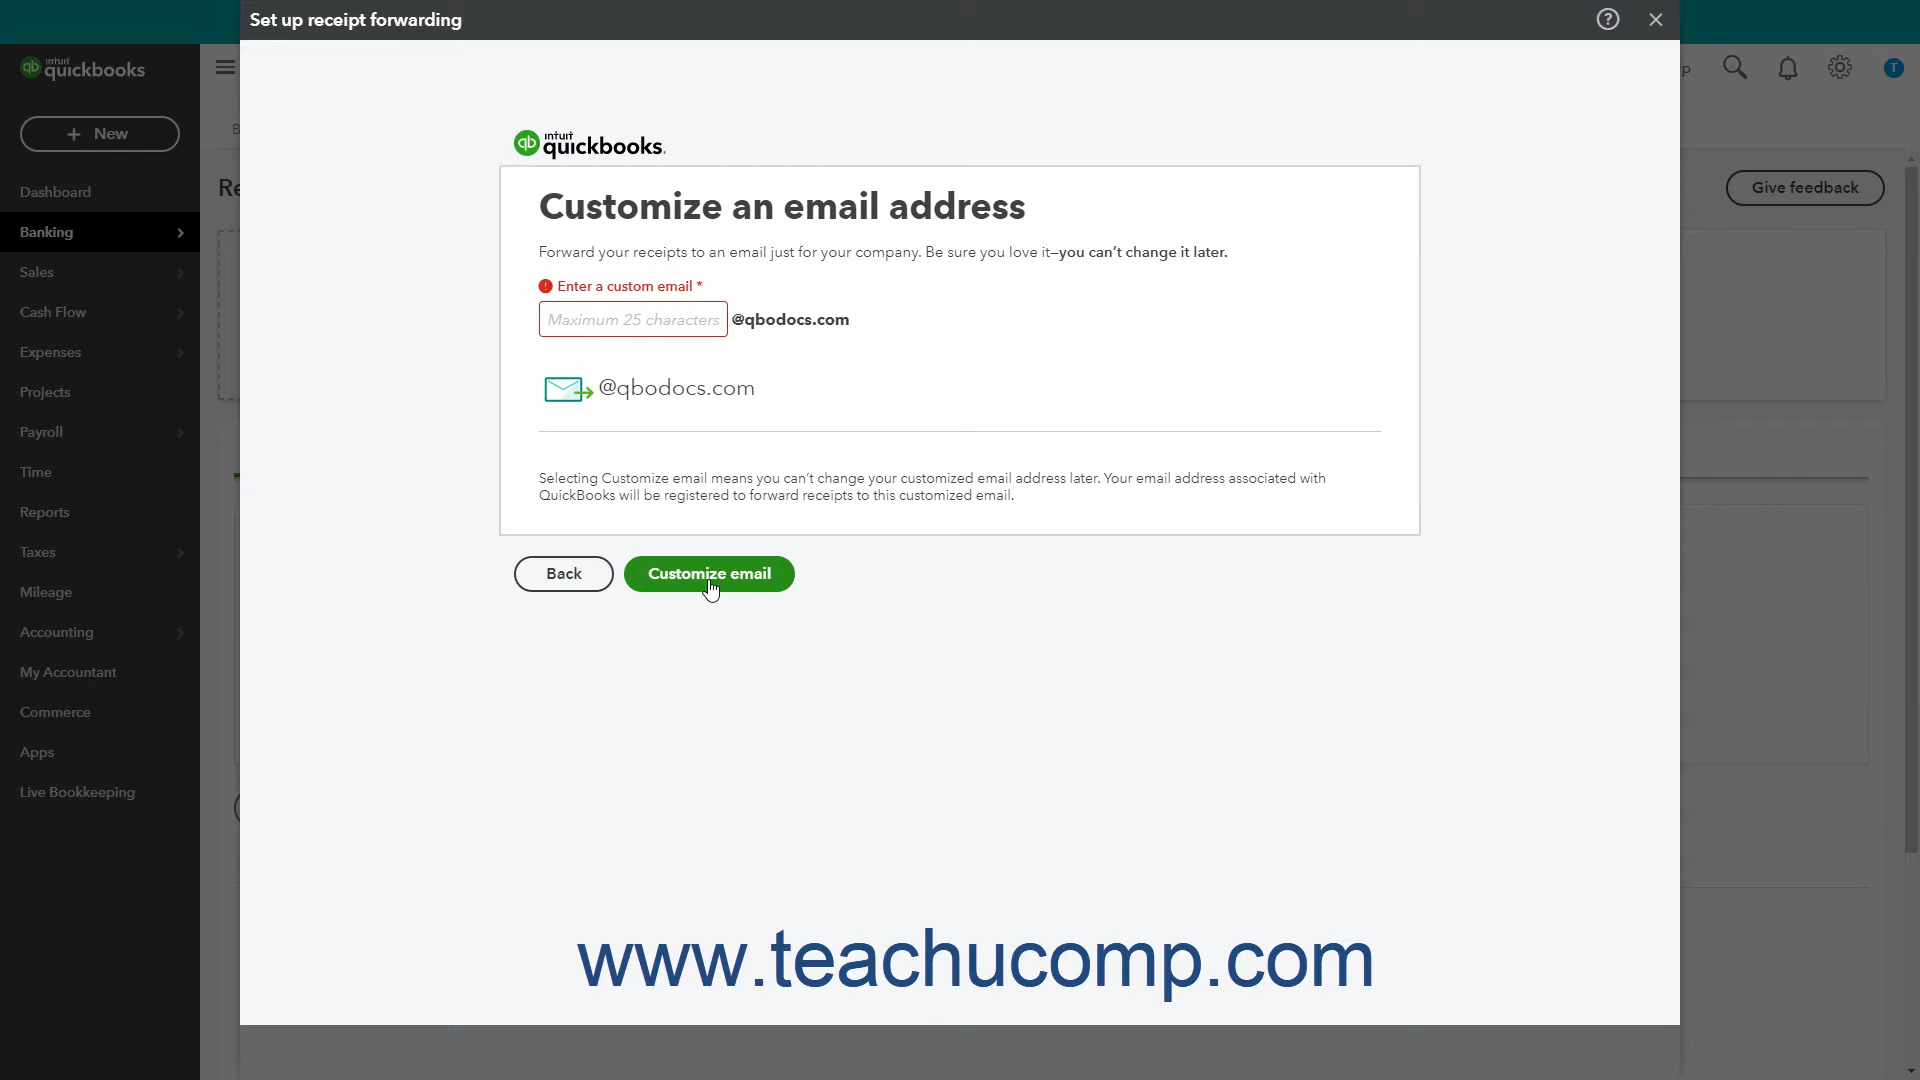 Set up receipt forwarding
intuit
quickbooks
New
Dashboard
Banking
Sales
Cash Flow
Expenses
Projects
Payroll
Time
Reports
Taxes
Mileage
Accounting
My Accountant
Commerce
Apps
Live Bookkeeping
B
Re
p
T
Give feedback
intuit
quickbooks.
Customize an email address
Forward your receipts to an email just for your company. Be sure you love it–you can't change it later.
! Enter a custom email *
Maximum 25 characters @qbodocs.com
@qbodocs.com
Selecting Customize email means you can't change your customized email address later. Your email address associated with
QuickBooks will be registered to forward receipts to this customized email.
Back
Customize email
www.teachucomp.com